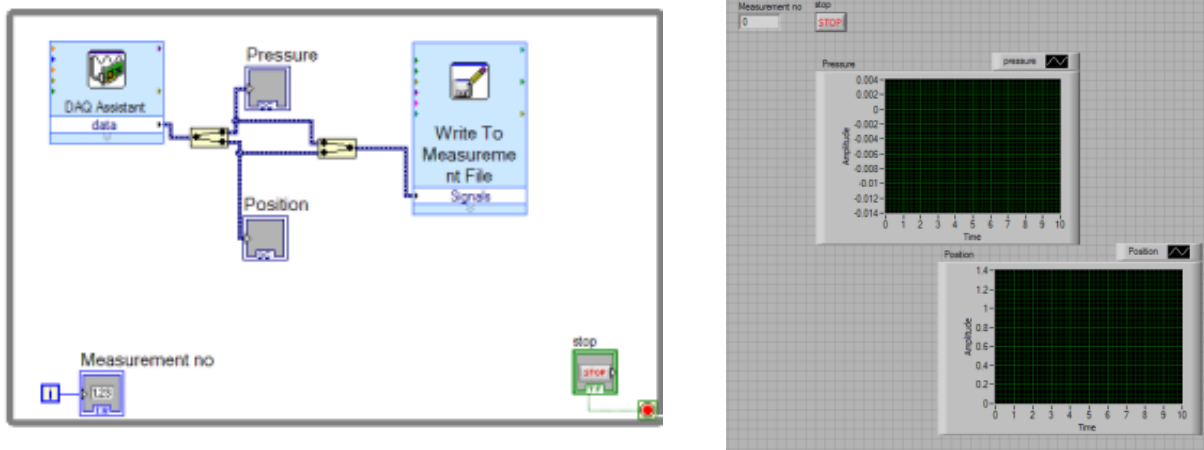 Pressure
DAQ Assistant
data
Write To
Measureme
nt File
Signals
Position
Measurement no
i
1.23
stop
STOP
TF
Measurement no
0
stop
STOP
Pressure
pressure
0.004
0.002
0
-0.002
-0.004
-0.006
-0.008
-0.01
-0.012
-0.014
Amplitude
0 1 2 3 4 5 6 7 8 9 10
Time
Position
Position
1.4
1.2
1
0.8
0.6
0.4
0.2
0
Amplitude
0 1 2 3 4 5 6 7 8 9 10
Time